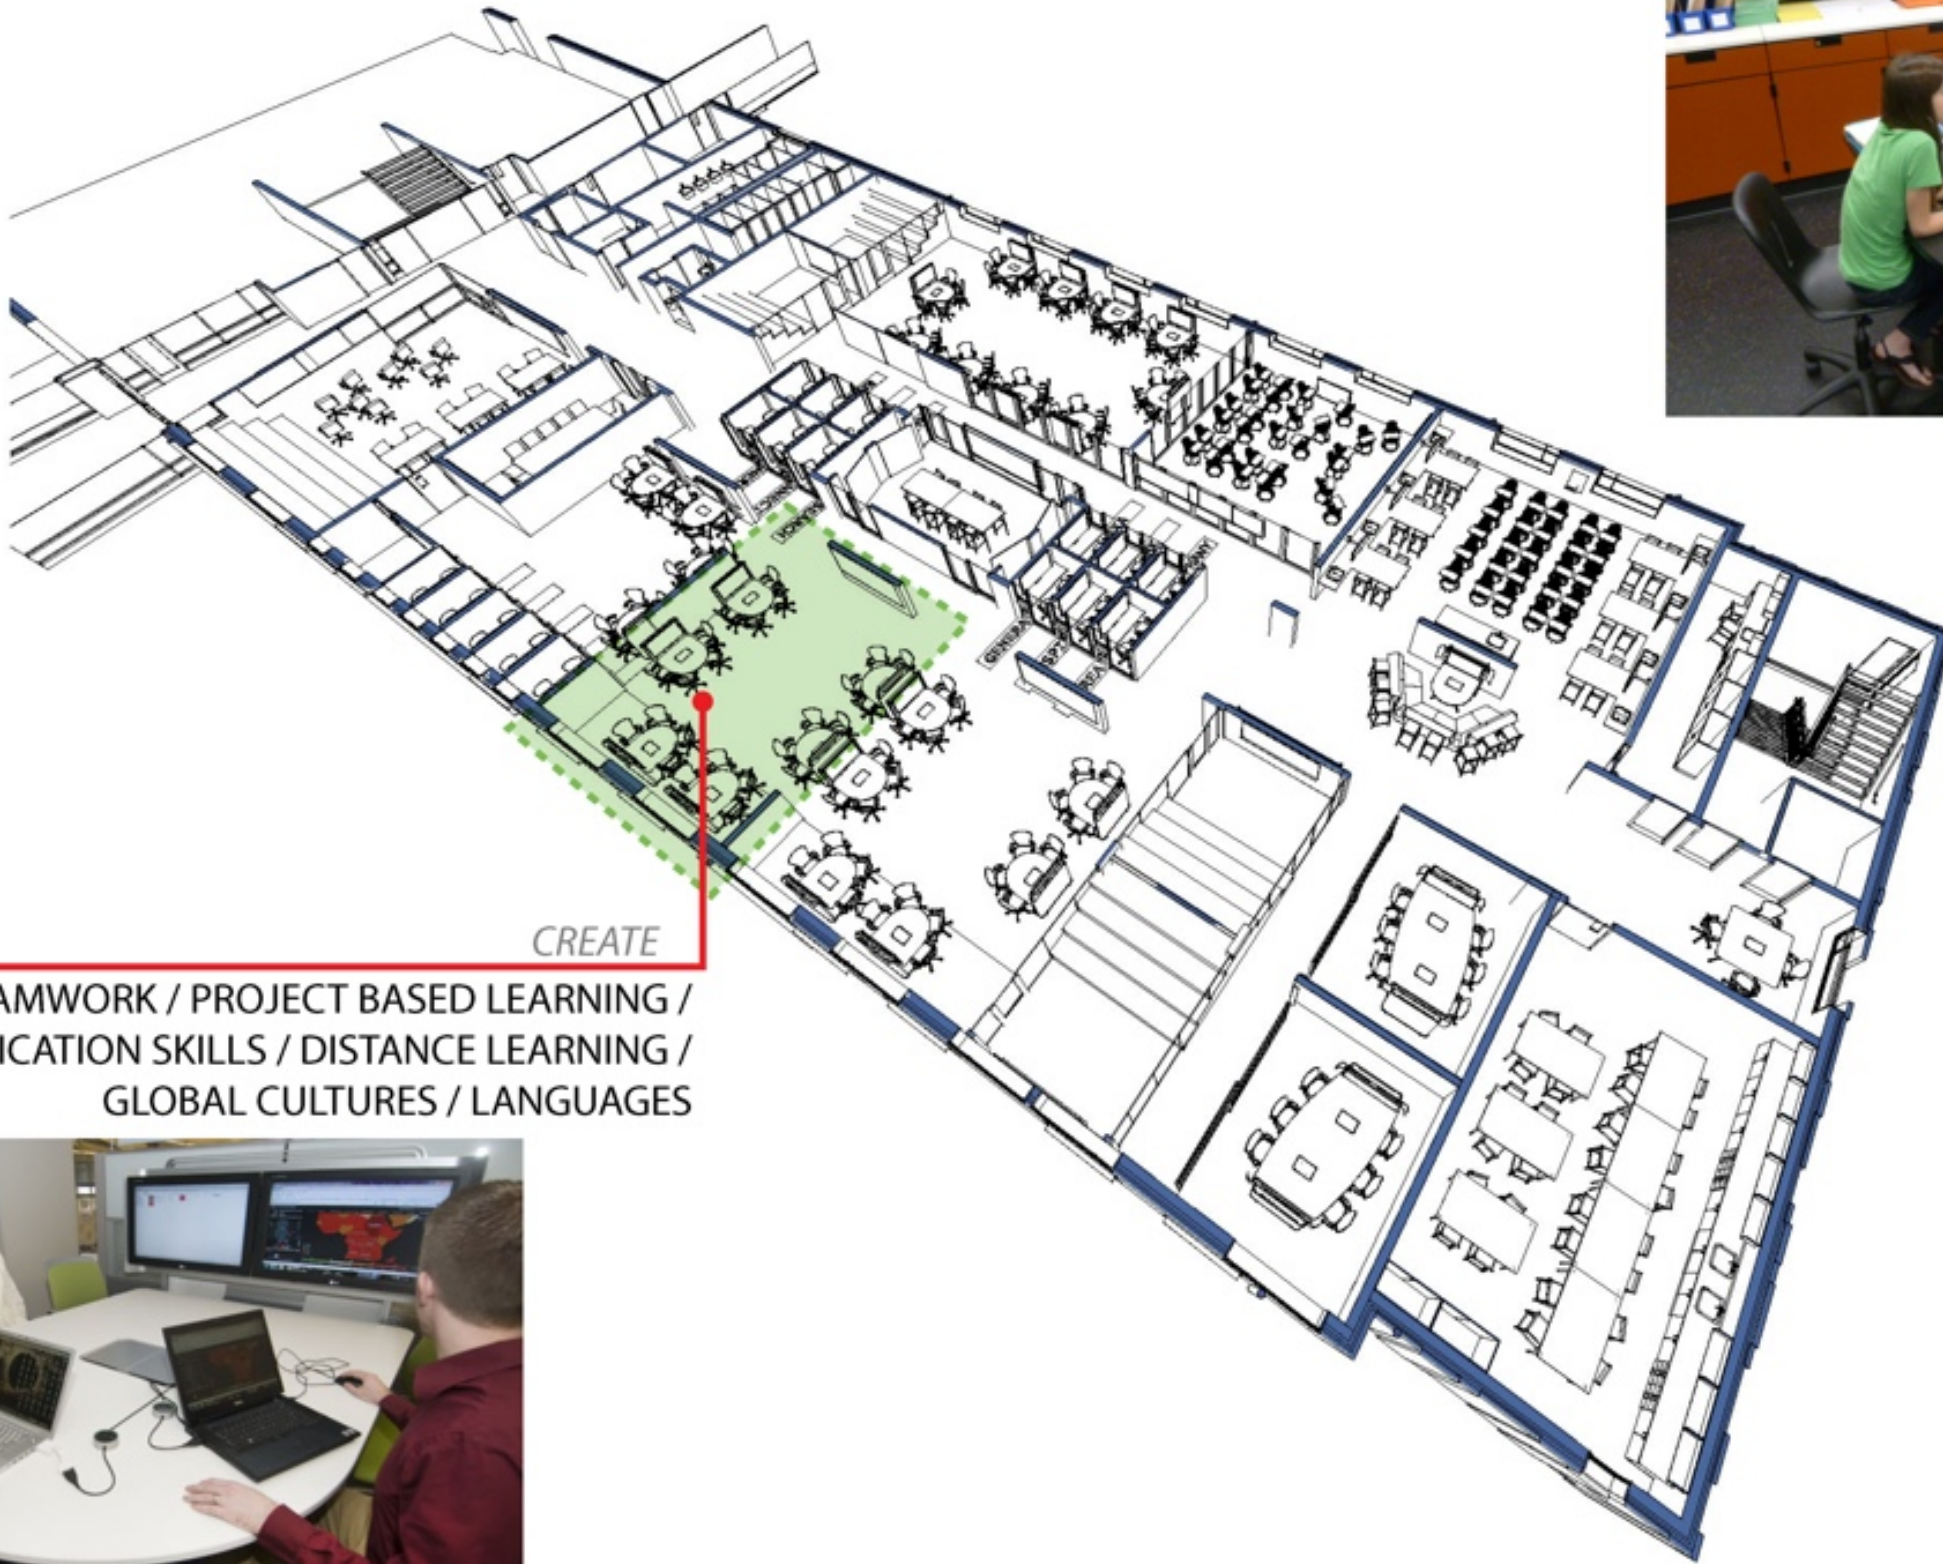 CREATE
AMWORK / PROJECT BASED LEARNING /
ICATION SKILLS / DISTANCE LEARNING /
GLOBAL CULTURES / LANGUAGES